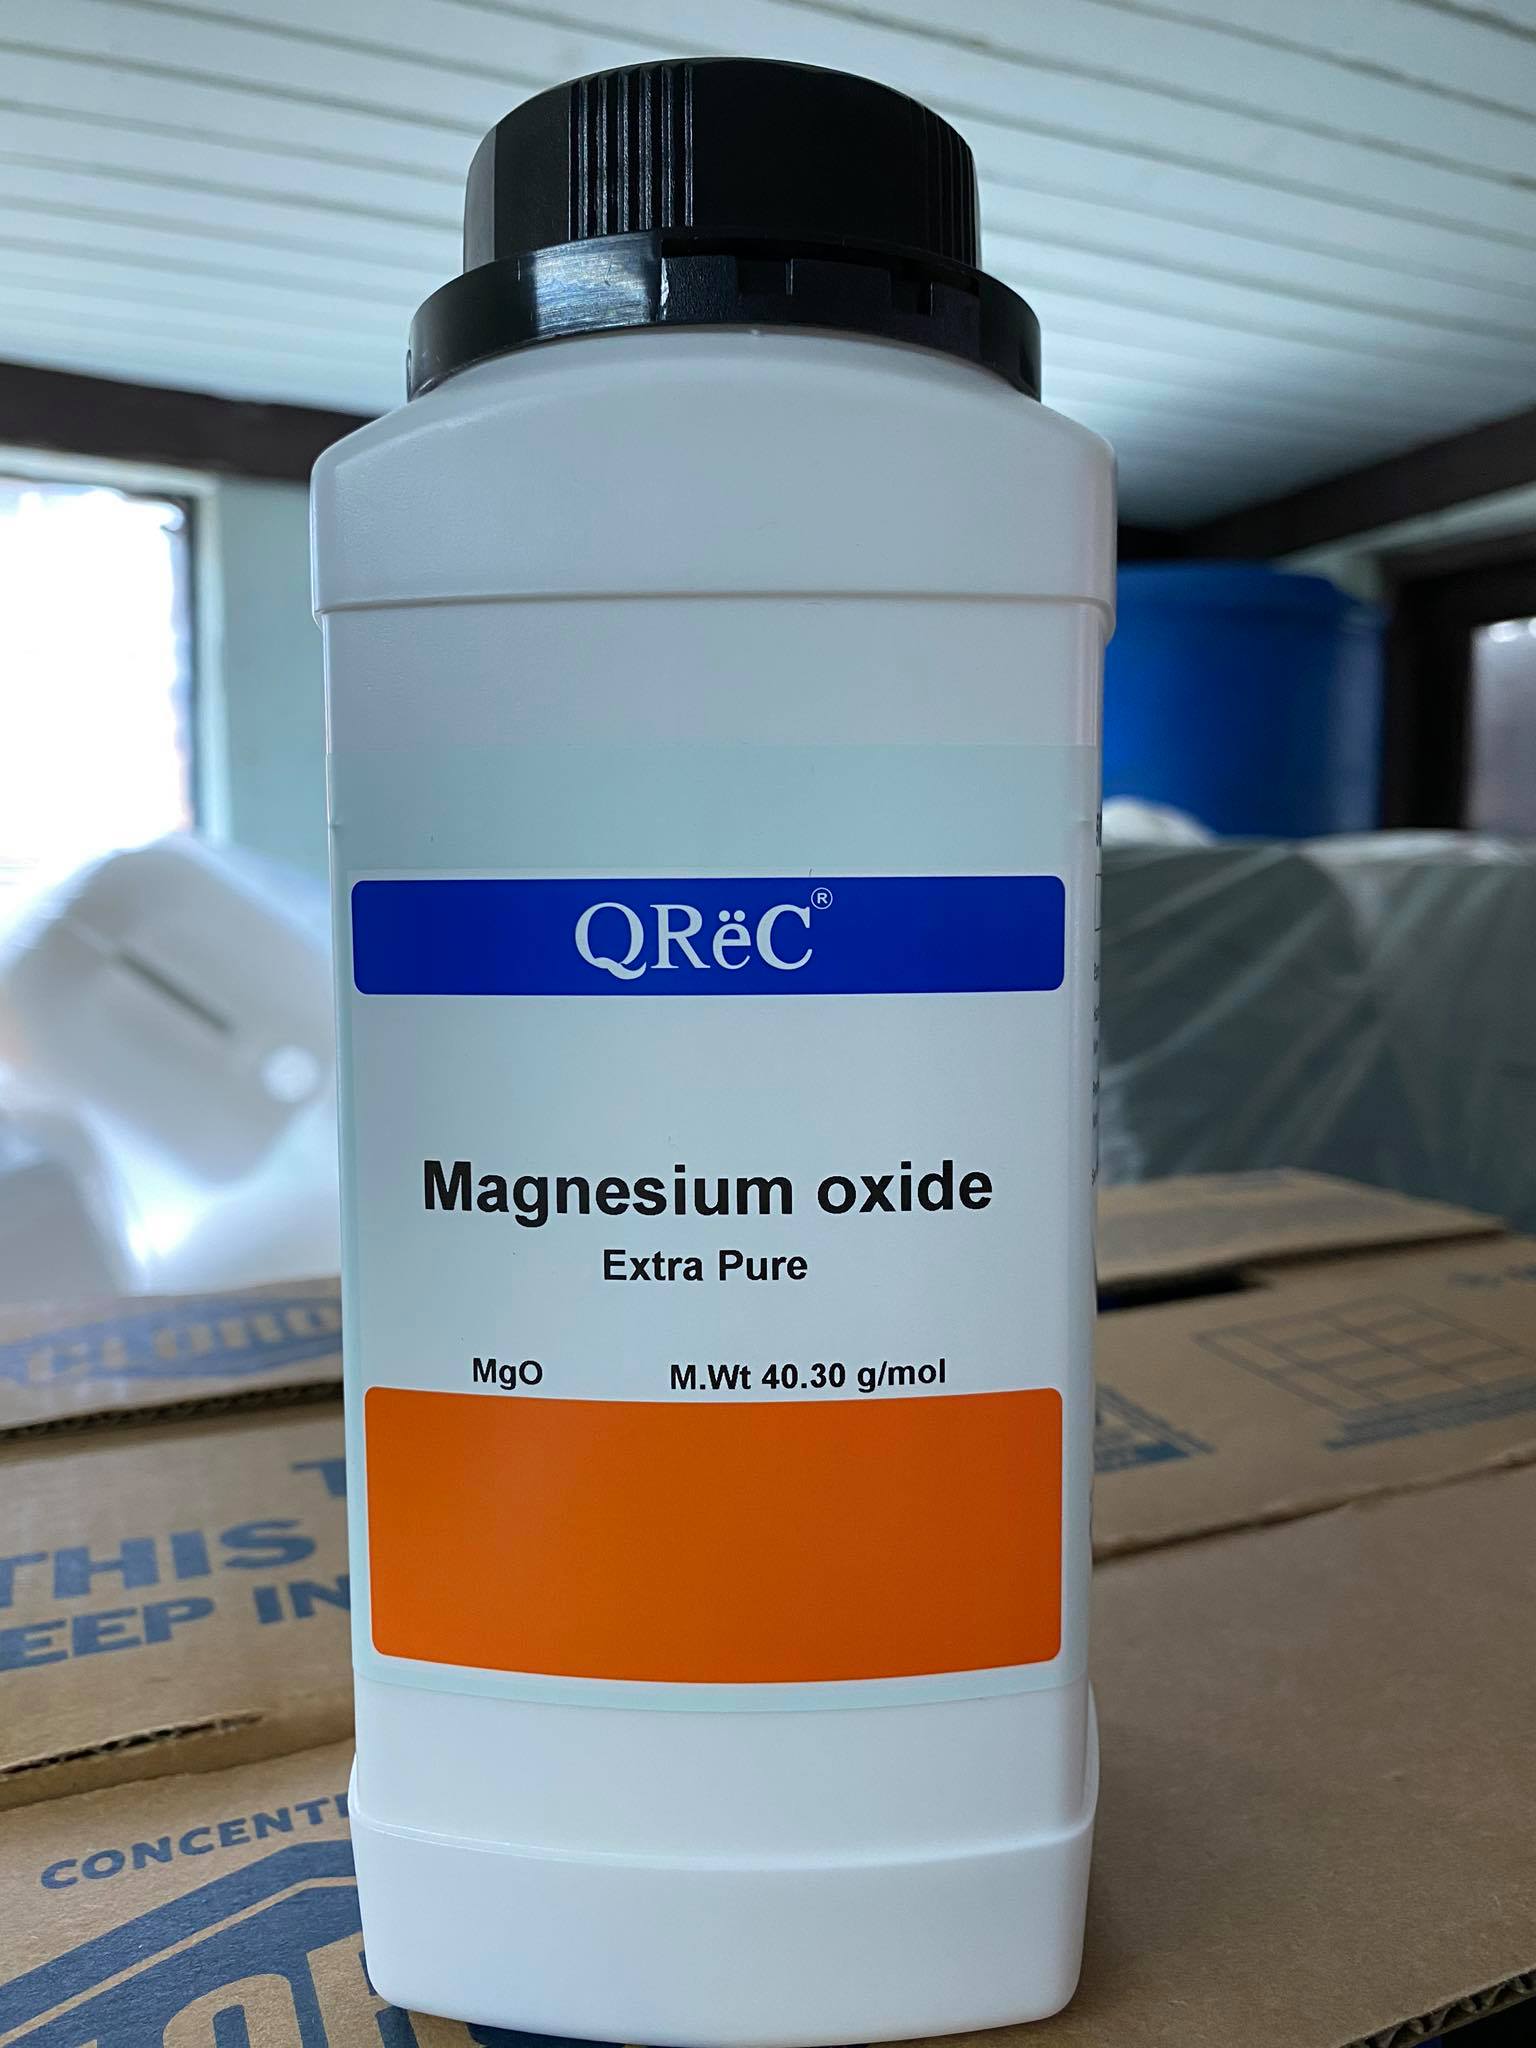 QRëC®
Magnesium oxide
Extra Pure
MgO M.Wt 40.30 g/mol
THIS
EEP IN
CONCENT